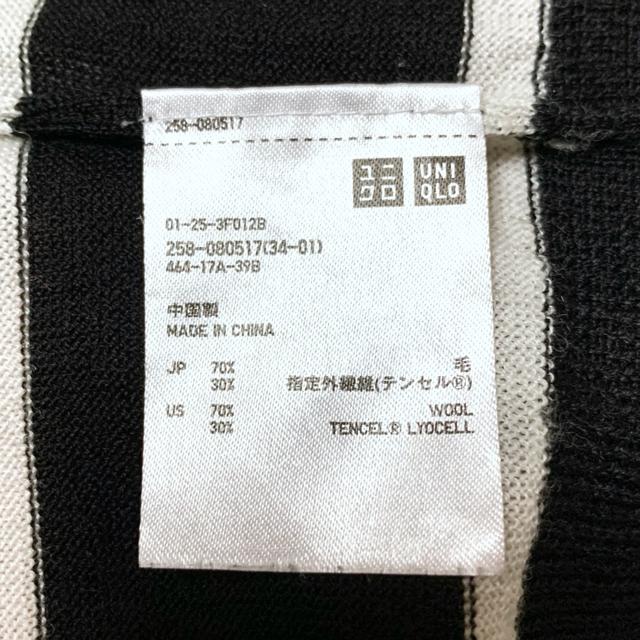 258-080517
ユニ UNI
クロ QLO
01-25-3F012B
258-080517(34-01)
464-17A-39B
中国製
MADE IN CHINA
JP 70% 毛
30% 指定外繊維(テンセル®)
US 70% WOOL
30% TENCEL® LYOCELL